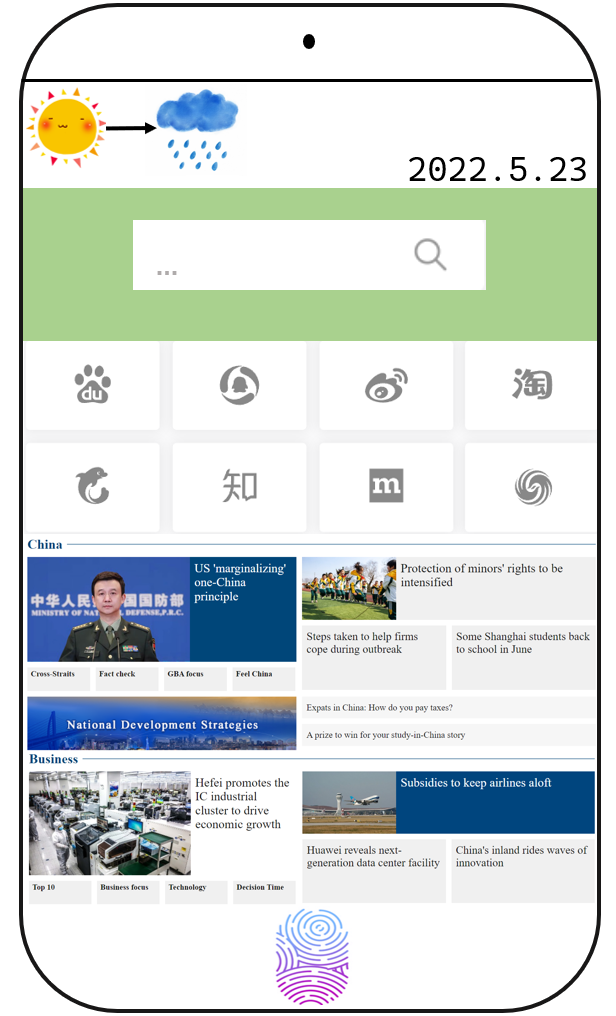 2022.5.23
...
du
淘
知
m
China
US 'marginalizing'
one-China
principle
中华人民共和国国防部
MINISTRY OF NATIONAL DEFENSE,P.R.C.
Protection of minors' rights to be
intensified
Steps taken to help firms
cope during outbreak
Some Shanghai students back
to school in June
Cross-Straits
Fact check
GBA focus
Feel China
National Development Strategies
Expats in China: How do you pay taxes?
A prize to win for your study-in-China story
Business
Hefei promotes the
IC industrial
cluster to drive
economic growth
Subsidies to keep airlines aloft
Huawei reveals next-
generation data center facility
China's inland rides waves of
innovation
Top 10
Business focus
Technology
Decision Time